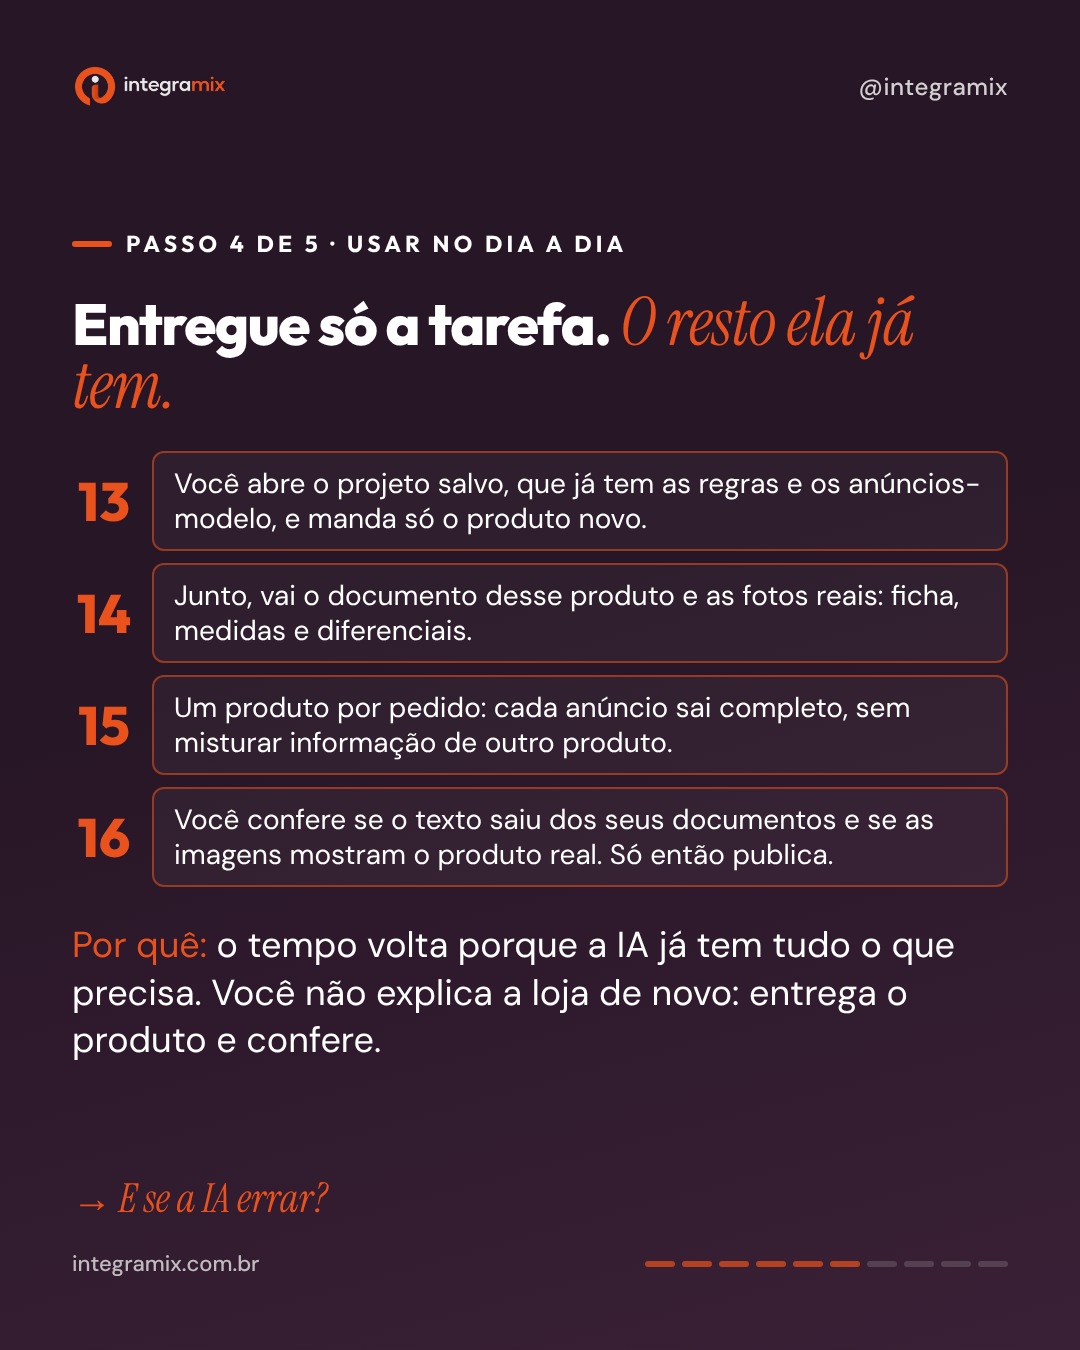 integramix
@integramix
PASSO 4 DE 5 · USAR NO DIA A DIA
Entregue só a tarefa. O resto ela já
tem.
13
Você abre o projeto salvo, que já tem as regras e os anúncios-
modelo, e manda só o produto novo.
14
Junto, vai o documento desse produto e as fotos reais: ficha,
medidas e diferenciais.
15
Um produto por pedido: cada anúncio sai completo, sem
misturar informação de outro produto.
16
Você confere se o texto saiu dos seus documentos e se as
imagens mostram o produto real. Só então publica.
Por quê: o tempo volta porque a IA já tem tudo o que
precisa. Você não explica a loja de novo: entrega o
produto e confere.
→ E se a IA errar?
integramix.com.br